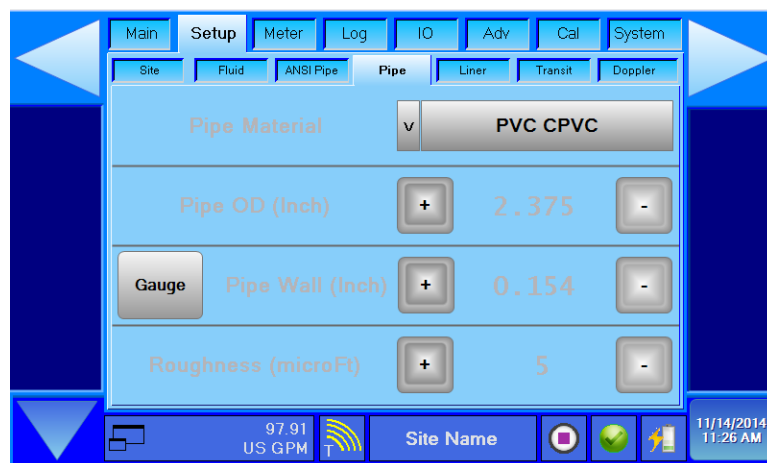 Main Setup Meter Log IO Adv Cal System
Site Fluid ANSI Pipe Pipe Liner Transit Doppler
Pipe Material v PVC CPVC
Pipe OD (Inch) + 2.375 -
Gauge Pipe Wall (Inch) + 0.154 -
Roughness (microFt) + 5 -
97.91
US GPM T Site Name
11/14/2014
11:26 AM